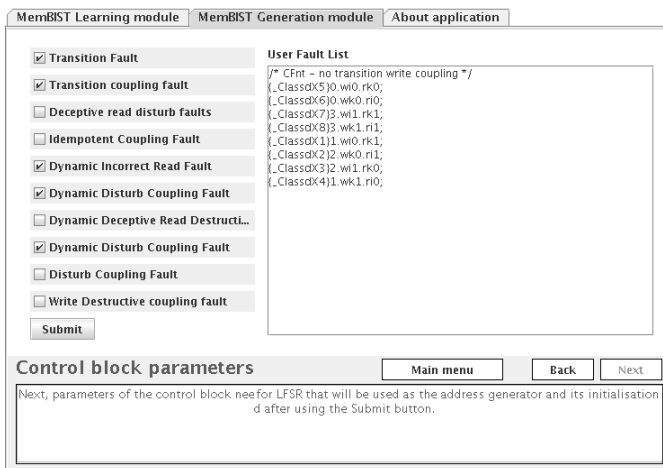 MemBIST Learning module MemBIST Generation module About application
Transition Fault
Transition coupling fault
Deceptive read disturb faults
Idempotent Coupling Fault
Dynamic Incorrect Read Fault
Dynamic Disturb Coupling Fault
Dynamic Deceptive Read Destructi...
Dynamic Disturb Coupling Fault
Disturb Coupling Fault
Write Destructive coupling fault
Submit
User Fault List
/* CFnt - no transition write coupling */
{_ClassdX5}0.wi0.rk0;
{_ClassdX6}0.wk0.ri0;
{_ClassdX7}3.wi1.rk1;
{_ClassdX8}3.wk1.ri1;
{_ClassdX1}1.wi0.rk1;
{_ClassdX2}2.wk0.ri1;
{_ClassdX3}2.wi1.rk0;
{_ClassdX4}1.wk1.ri0;
Control block parameters
Main menu
Back
Next
Next, parameters of the control block neefor LFSR that will be used as the address generator and its initialisation
d after using the Submit button.